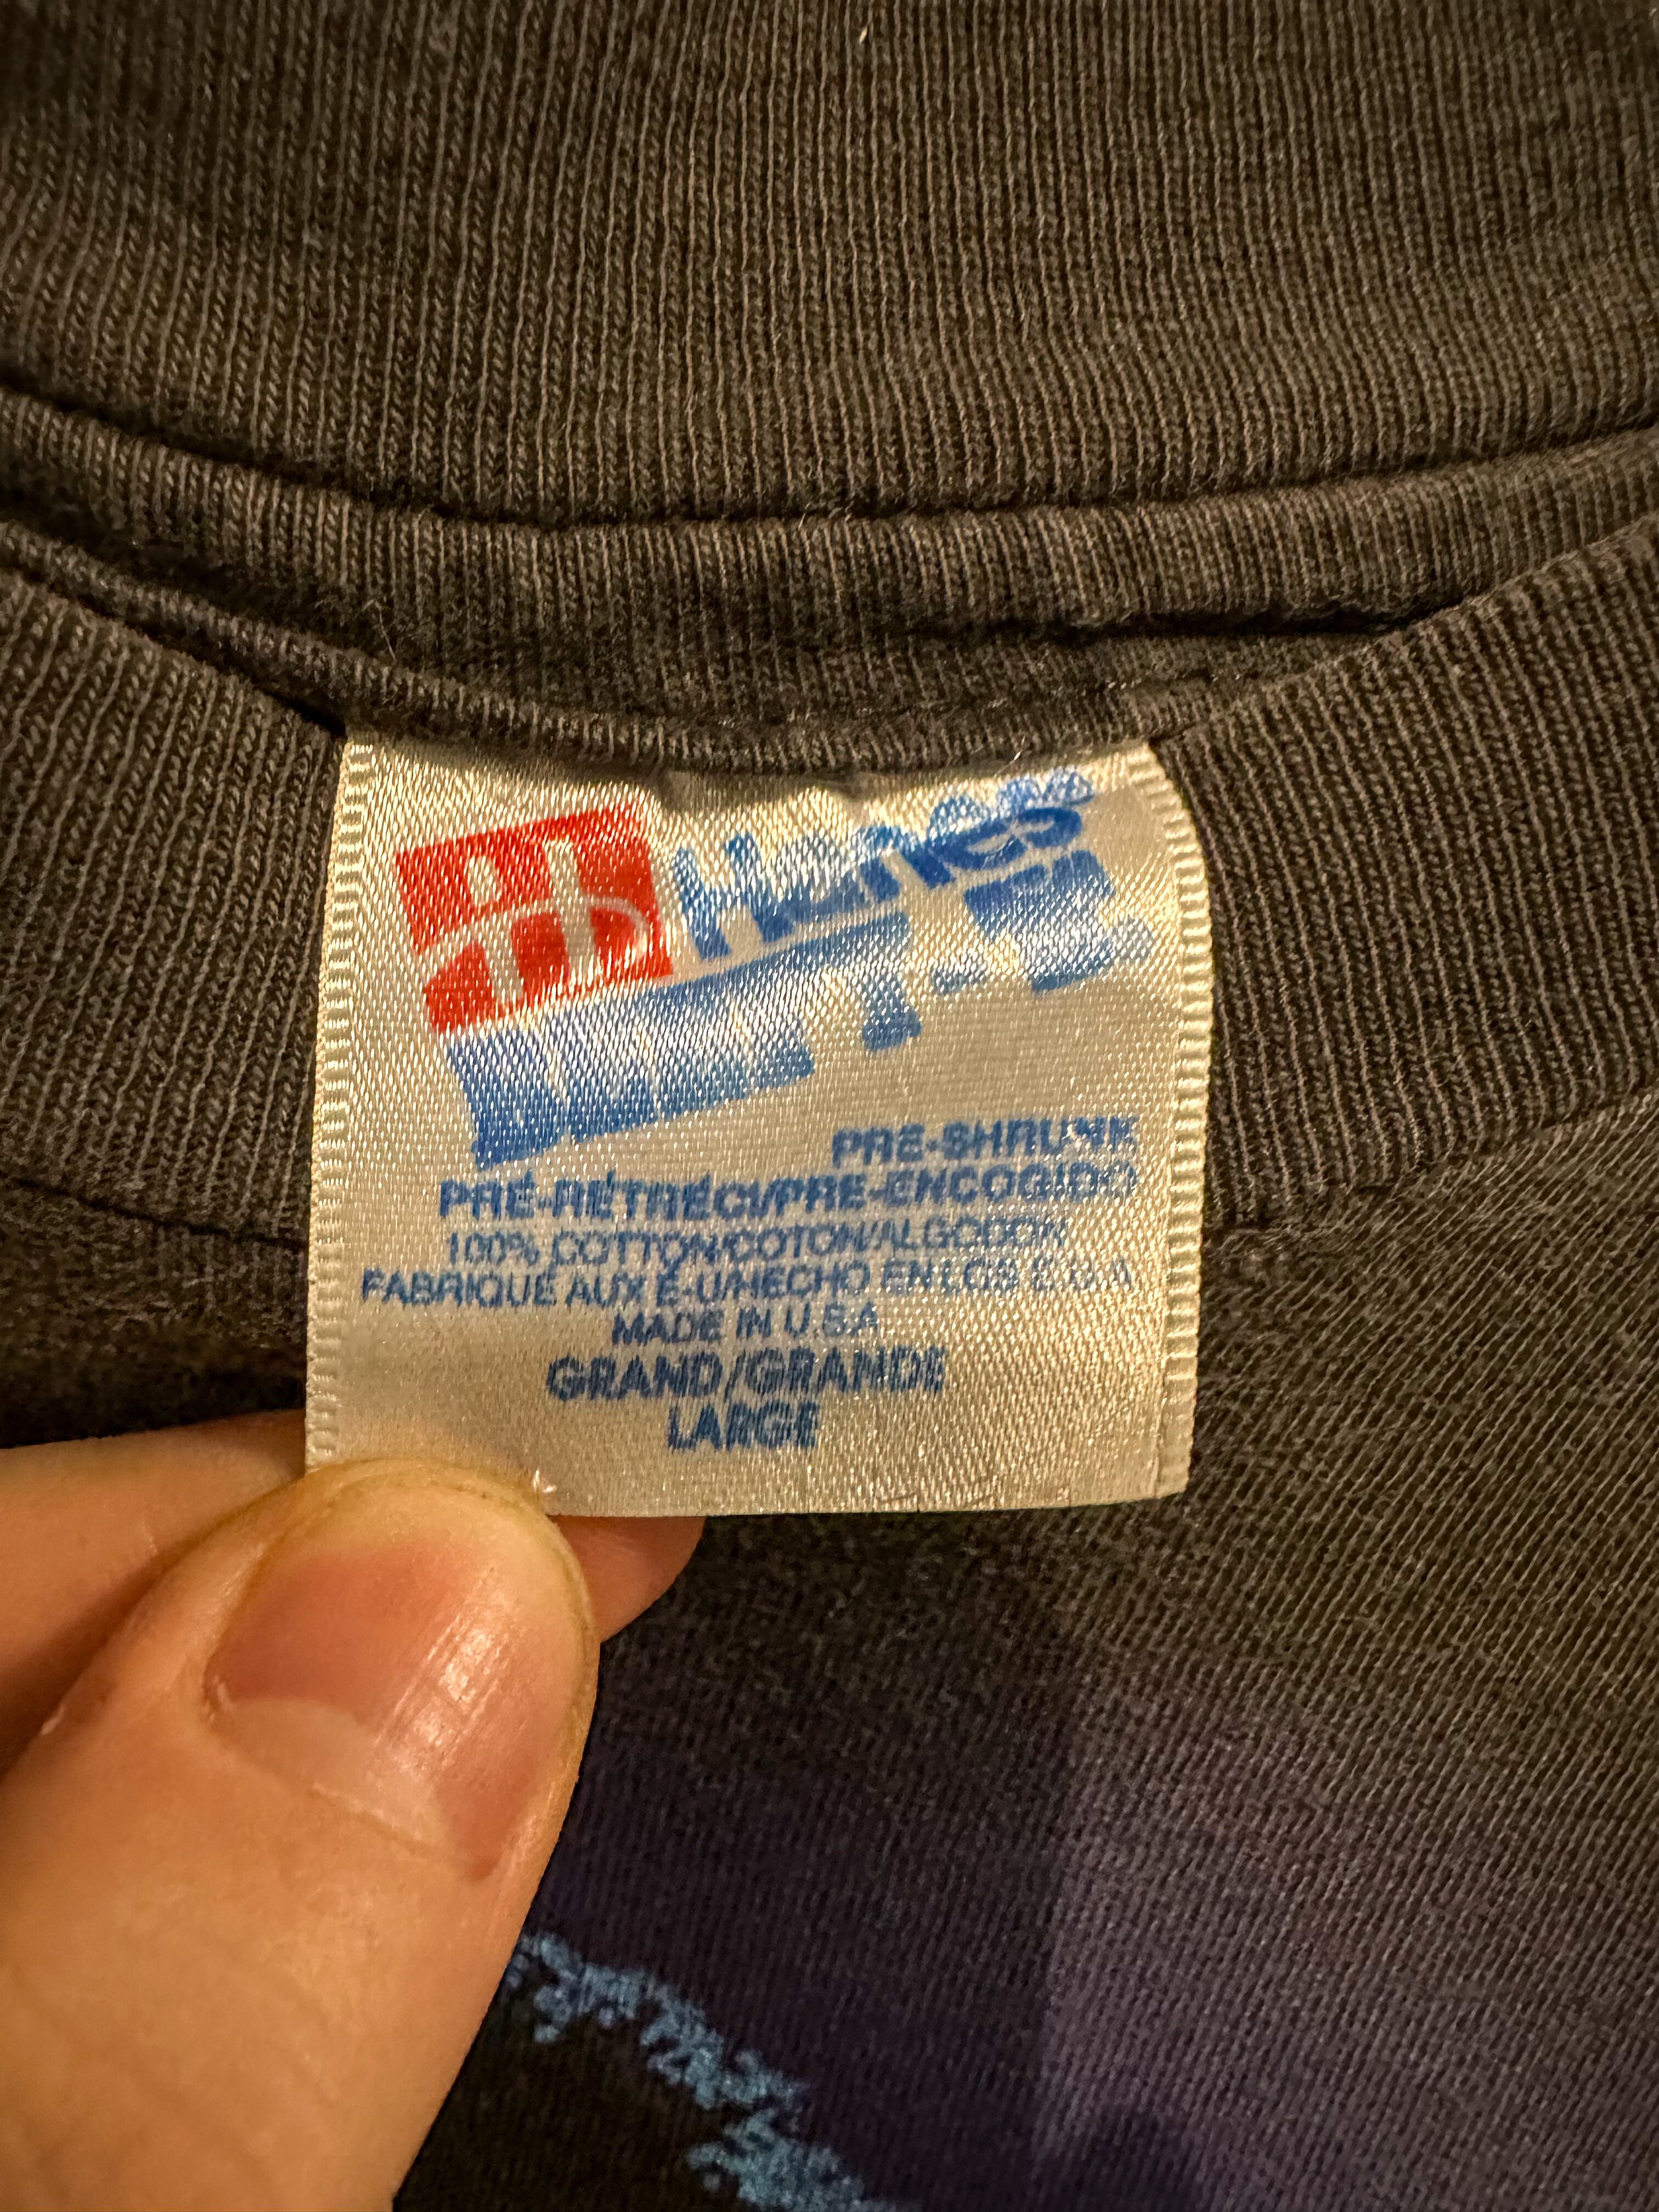 Hanes
PRE-SHRUNK
PRÉ-RÉTRÉCI/PRE-ENCOGIDO
100% COTTON/COTON/ALGODON
FABRIQUÉ AUX É-U/HECHO EN LOS E.U.A
MADE IN U.S.A
GRAND/GRANDE
LARGE